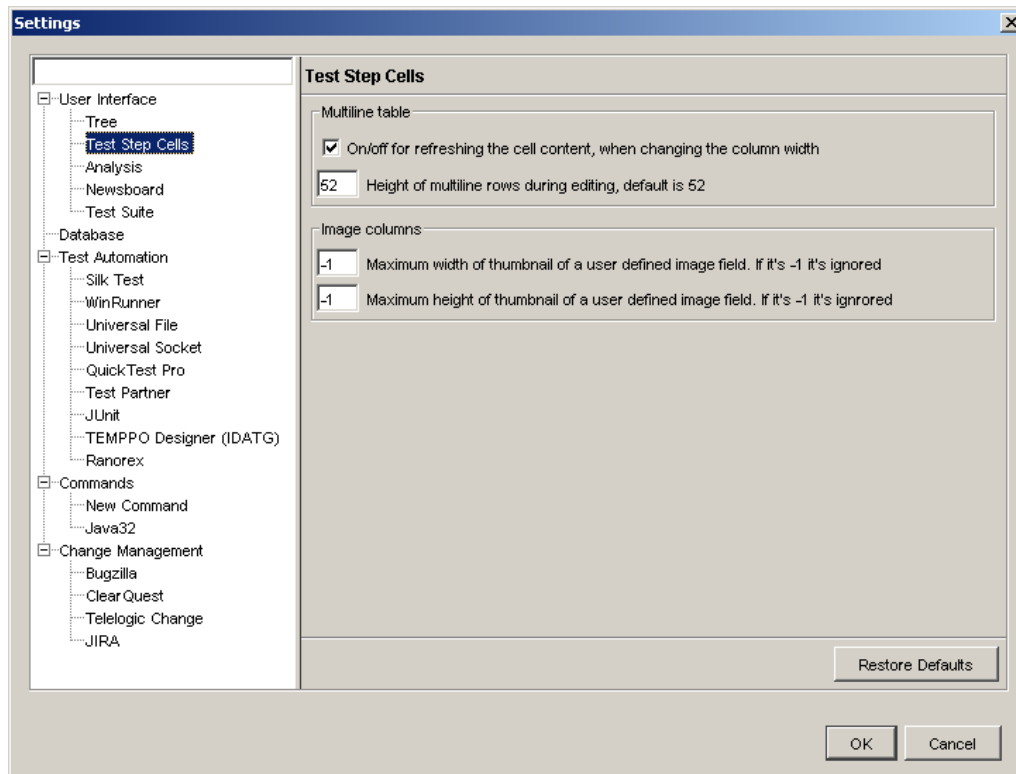 Settings
Test Step Cells
User Interface
Tree
Test Step Cells
Analysis
Newsboard
Test Suite
Database
Test Automation
Silk Test
WinRunner
Universal File
Universal Socket
QuickTest Pro
Test Partner
JUnit
TEMPPO Designer (IDATG)
Ranorex
Commands
New Command
Java32
Change Management
Bugzilla
ClearQuest
Telelogic Change
JIRA
Multiline table
On/off for refreshing the cell content, when changing the column width
52 Height of multiline rows during editing, default is 52
Image columns
-1 Maximum width of thumbnail of a user defined image field. If it's -1 it's ignored
-1 Maximum height of thumbnail of a user defined image field. If it's -1 it's ignrored
Restore Defaults
OK Cancel